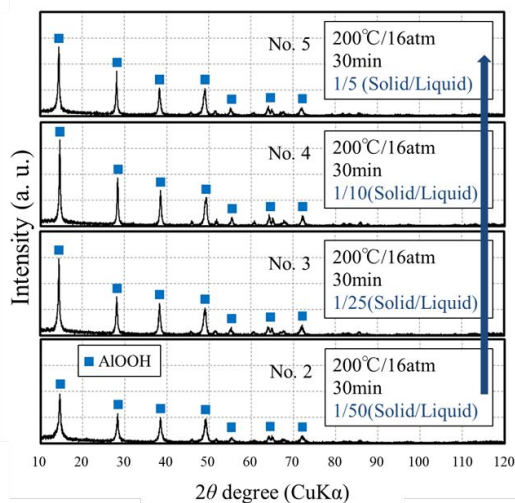 Intensity (a. u.)
No. 5
200℃/16atm
30min
1/5 (Solid/Liquid)
No. 4
200℃/16atm
30min
1/10(Solid/Liquid)
No. 3
200℃/16atm
30min
1/25(Solid/Liquid)
AlOOH
No. 2
200℃/16atm
30min
1/50(Solid/Liquid)
10 20 30 40 50 60 70 80 90 100 110 120
2θ degree (CuKα)